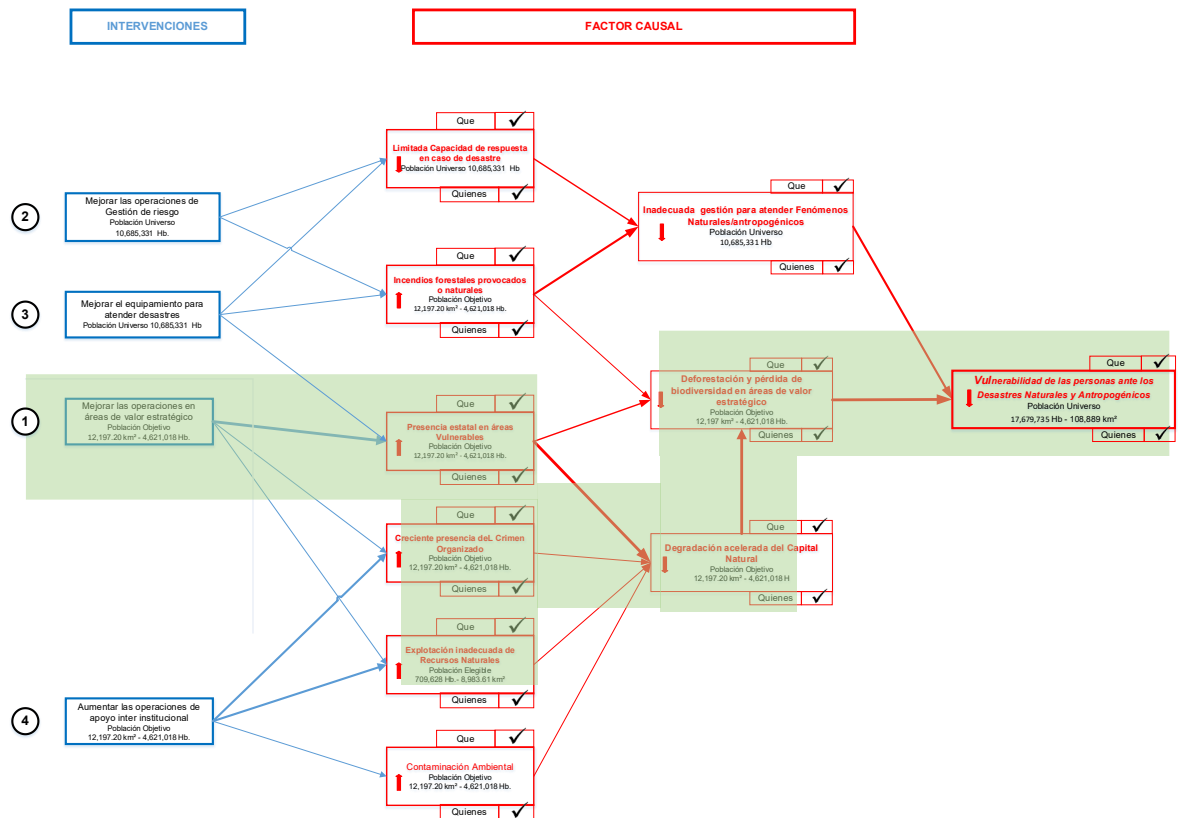 INTERVENCIONES
FACTOR CAUSAL
Que
Limitada Capacidad de respuesta
en caso de desastre
Población Universo 10,685,331 Hb
Quienes
Que
Inadecuada gestión para atender Fenómenos
Naturales/antropogénicos
Población Universo
10,685,331 Hb
Quienes
2
Mejorar las operaciones de
Gestión de riesgo
Población Universo
10,685,331 Hb.
Que
Incendios forestales provocados
o naturales
Población Objetivo
12,197.20 km² - 4,621,018 Hb.
Quienes
3
Mejorar el equipamiento para
atender desastres
Población Universo 10,685,331 Hb
Que
Deforestación y pérdida de
biodiversidad en áreas de valor
estratégico
Población Objetivo
12,197 km² - 4,621,018 Hb.
Quienes
Que
Vulnerabilidad de las personas ante los
Desastres Naturales y Antropogénicos
Población Universo
17,679,735 Hb - 108,889 km²
Quienes
1
Mejorar las operaciones en
áreas de valor estratégico
Población Objetivo
12,197.20 km² - 4,621,018 Hb.
Que
Presencia estatal en áreas
Vulnerables
Población Objetivo
12,197.20 km² - 4,621,018 Hb.
Quienes
Que
Creciente presencia deL Crimen
Organizado
Población Objetivo
12,197.20 km² - 4,621,018 Hb.
Quienes
Que
Degradación acelerada del Capital
Natural
Población Objetivo
12,197.20 km² - 4,621,018 H
Quienes
Que
Explotación inadecuada de
Recursos Naturales
Población Elegible
709,628 Hb.- 8,983.61 km²
Quienes
4
Aumentar las operaciones de
apoyo inter institucional
Población Objetivo
12,197.20 km² - 4,621,018 Hb.
Que
Contaminación Ambiental
Población Objetivo
12,197.20 km² - 4,621,018 Hb.
Quienes